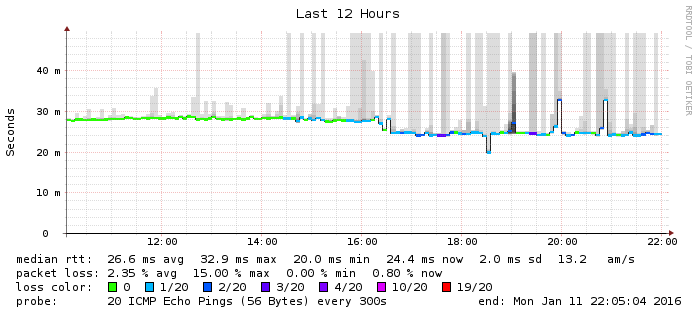 Last 12 Hours
RRDTOOL / TOBI OETIKER
Seconds
40 m
30 m
20 m
10 m
0
12:00 14:00 16:00 18:00 20:00 22:00
median rtt: 26.6 ms avg 32.9 ms max 20.0 ms min 24.4 ms now 2.0 ms sd 13.2 am/s
packet loss: 2.35 % avg 15.00 % max 0.00 % min 0.80 % now
loss color: 0 1/20 2/20 3/20 4/20 10/20 19/20
probe: 20 ICMP Echo Pings (56 Bytes) every 300s end: Mon Jan 11 22:05:04 2016